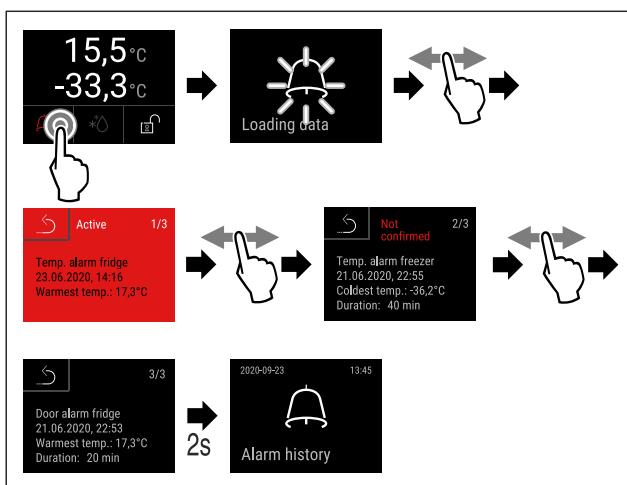 15,5°C
-33,3°C
Loading data
Active 1/3
Temp. alarm fridge
23.06.2020, 14:16
Warmest temp.: 17,3°C
Not confirmed 2/3
Temp. alarm freezer
21.06.2020, 22:55
Coldest temp.: -36,2°C
Duration: 40 min
3/3
Door alarm fridge
21.06.2020, 22:53
Warmest temp.: 17,3°C
Duration: 20 min
2s
2020-09-23 13:45
Alarm history